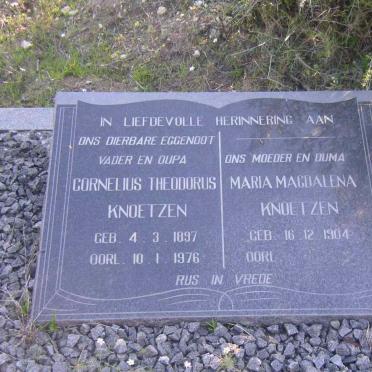 IN LIEFDEVOLLE HERINNERING AAN
ONS DIERBARE EGGENOOT
VADER EN OUPA
CORNELIUS THEODORUS
KNOETZEN
GEB. 4. 3. 1897
OORL. 10. 1. 1976
ONS MOEDER EN OUMA
MARIA MAGDALENA
KNOETZEN
GEB. 16. 12. 1904
OORL
RUS IN VREDE